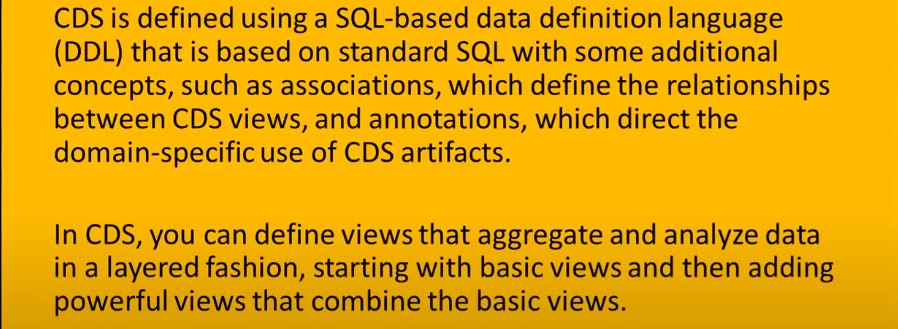 CDS is defined using a SQL-based data definition language
(DDL) that is based on standard SQL with some additional
concepts, such as associations, which define the relationships
between CDS views, and annotations, which direct the
domain-specific use of CDS artifacts.
In CDS, you can define views that aggregate and analyze data
in a layered fashion, starting with basic views and then adding
powerful views that combine the basic views.